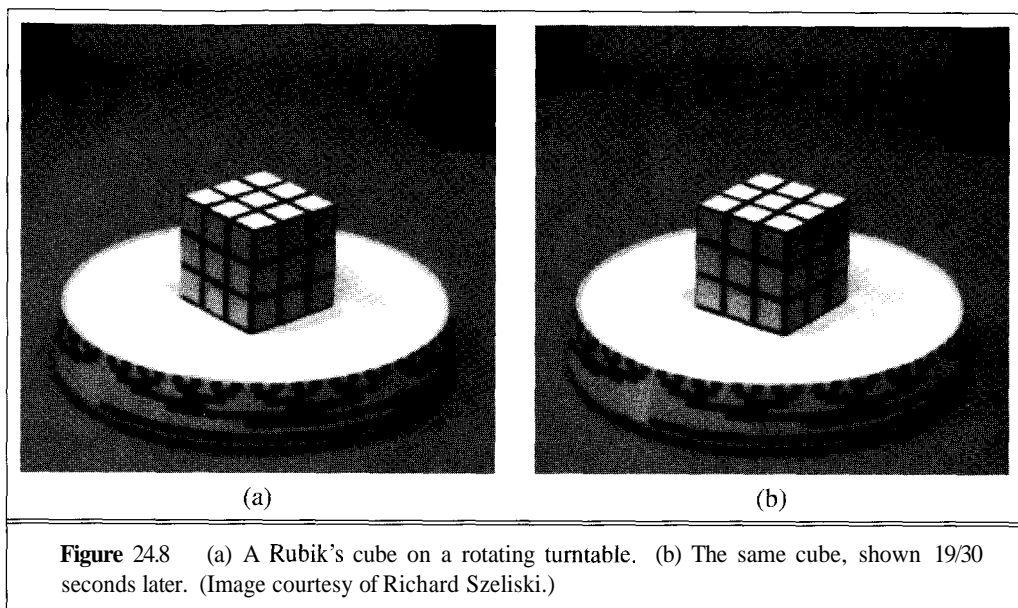 (a) (b)
Figure 24.8 (a) A Rubik's cube on a rotating turntable. (b) The same cube, shown 19/30
seconds later. (Image courtesy of Richard Szeliski.)